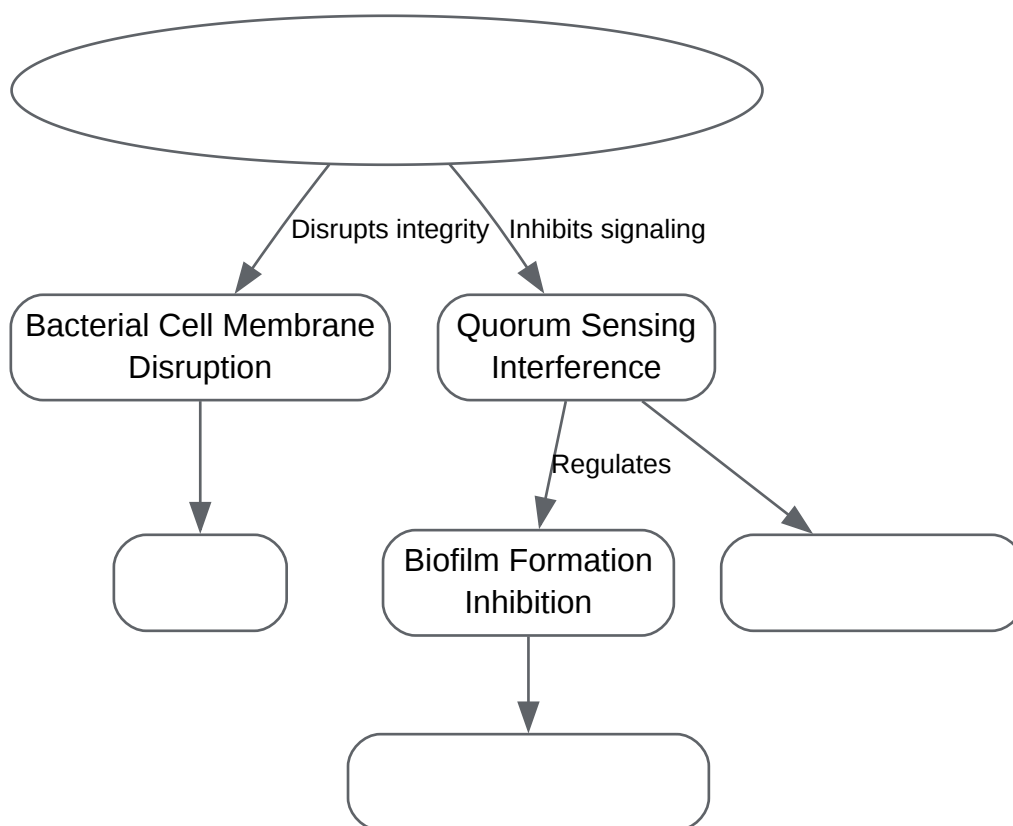 Disrupts integrity
Inhibits signaling
Bacterial Cell Membrane
Disruption
Quorum Sensing
Interference
Regulates
Biofilm Formation
Inhibition